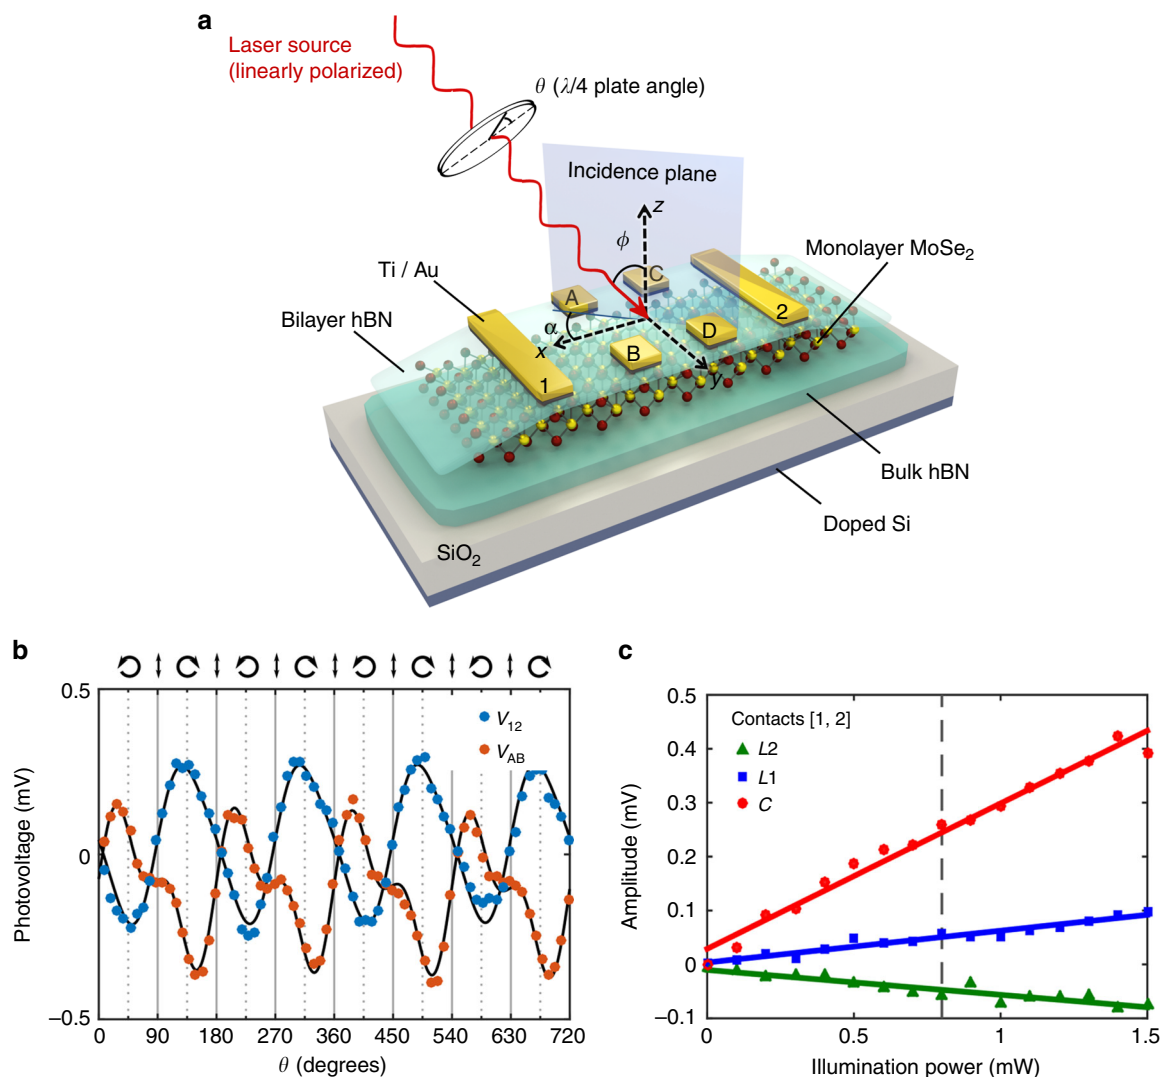 a
Laser source
(linearly polarized)
θ (λ/4 plate angle)
Incidence plane
z
ϕ
Monolayer MoSe2
Ti / Au
C
A
2
Bilayer hBN
α
D
x
B
y
1
Bulk hBN
Doped Si
SiO2
b
0.5
V12
VAB
Photovoltage (mV)
0
–0.5
0 90 180 270 360 450 540 630 720
θ (degrees)
c
0.5
Contacts [1, 2]
L2
0.4
L1
C
0.3
Amplitude (mV)
0.2
0.1
0
–0.1
0 0.5 1 1.5
Illumination power (mW)